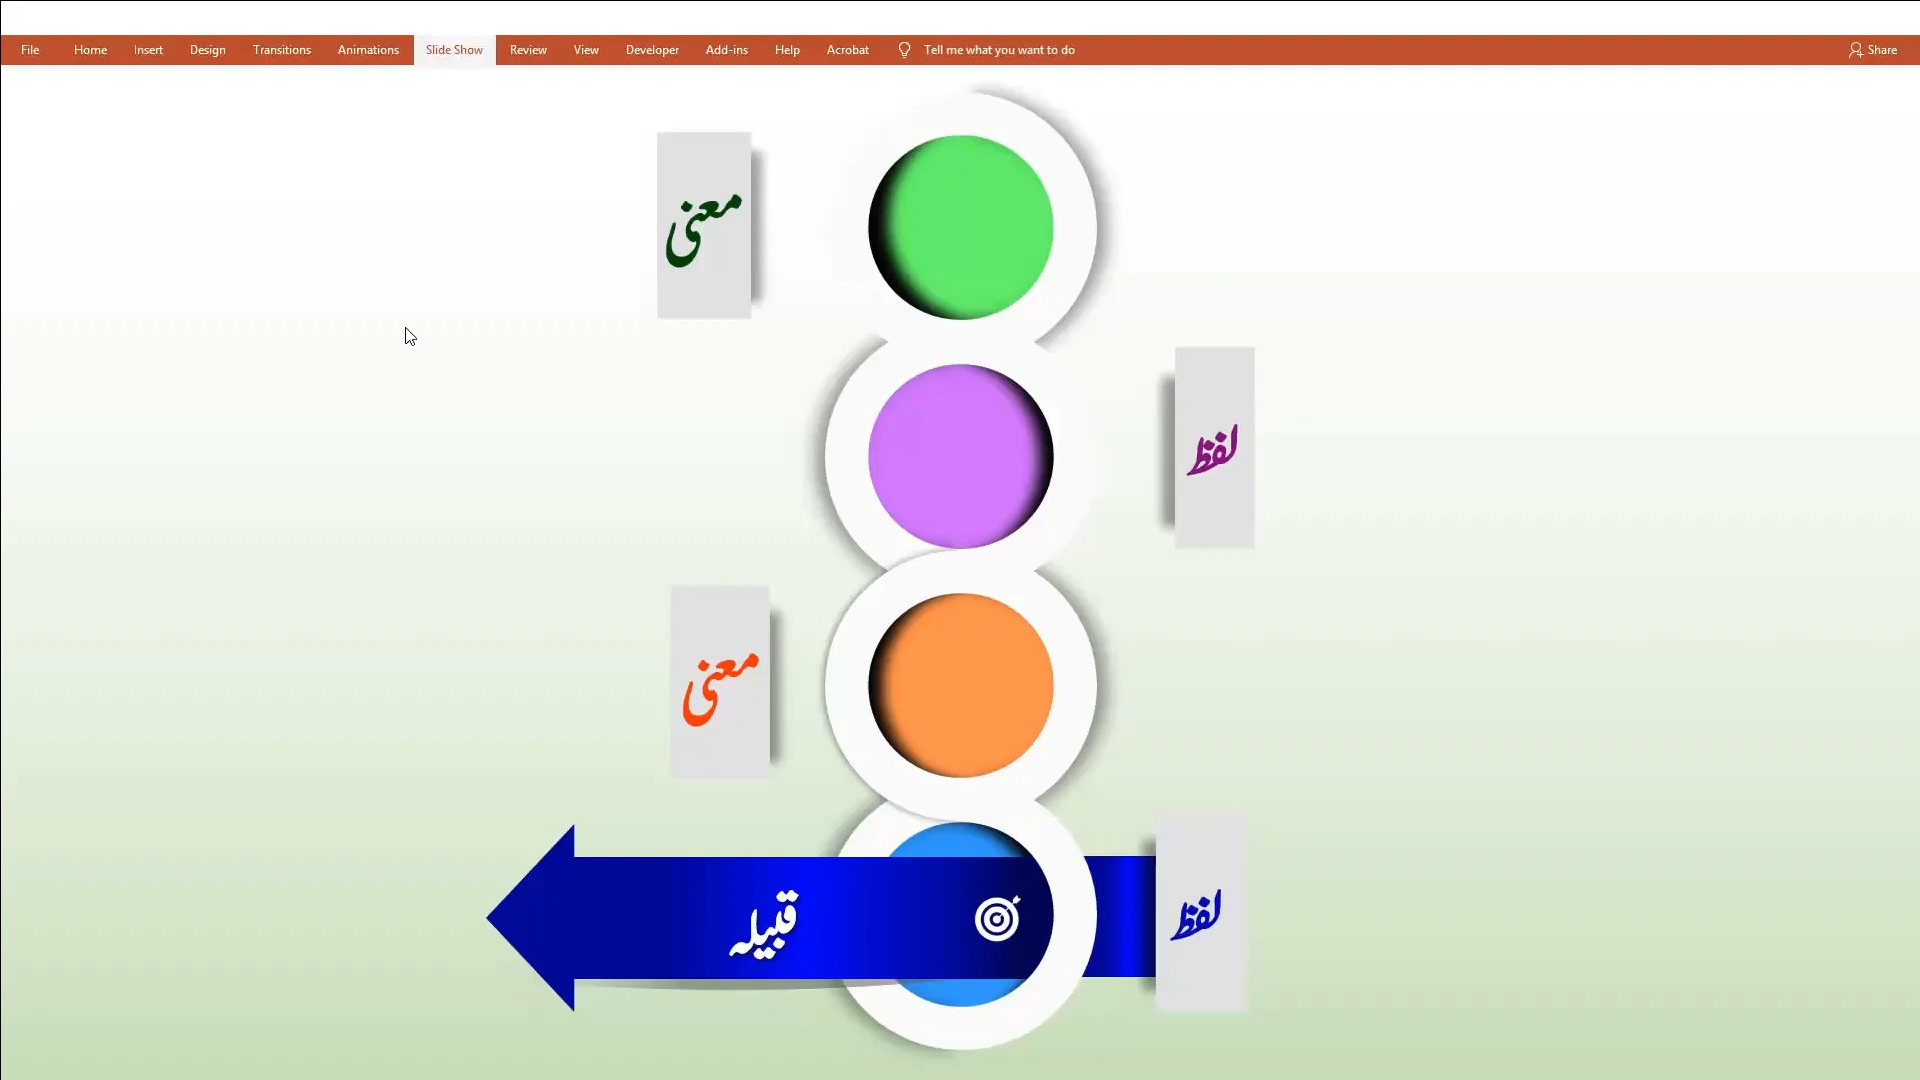 File Home Insert Design Transitions Animations Slide Show Review View Developer Add-ins Help Acrobat Tell me what you want to do Share
معنی
لفظ
معنی
لفظ
قبیلہ